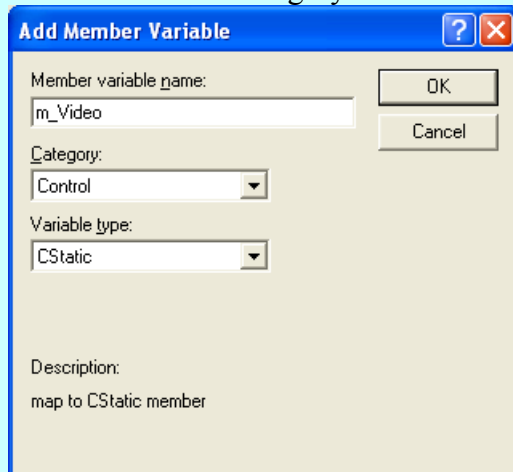 Add Member Variable
Member variable name:
OK
m_Video
Cancel
Category:
Control
Variable type:
CStatic
Description:
map to CStatic member